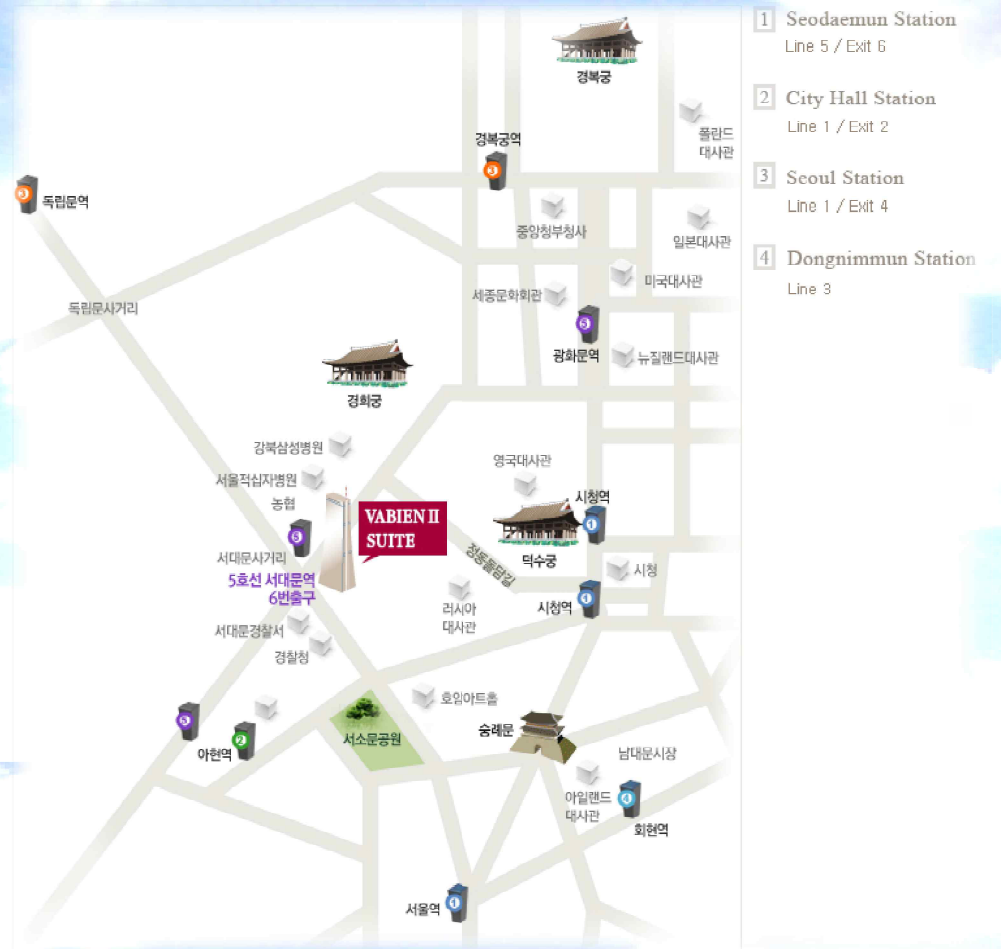 경복궁
폴란드
대사관
경복궁역
3
3
독립문역
중앙청부청사
일본대사관
미국대사관
세종문화회관
독립문사거리
5
광화문역
뉴질랜드대사관
경희궁
강북삼성병원
서울적십자병원
영국대사관
농협
시청역
1
VABIEN II
SUITE
5
서대문사거리
덕수궁
정동돌담길
시청
5호선 서대문역
6번출구
1
시청역
러시아
대사관
서대문경찰서
경찰청
호암아트홀
5
2
아현역
서소문공원
숭례문
남대문시장
아일랜드
대사관
4
회현역
서울역
1
1 Seodaemun Station
Line 5 / Exit 6
2 City Hall Station
Line 1 / Exit 2
3 Seoul Station
Line 1 / Exit 4
4 Dongnimmun Station
Line 3